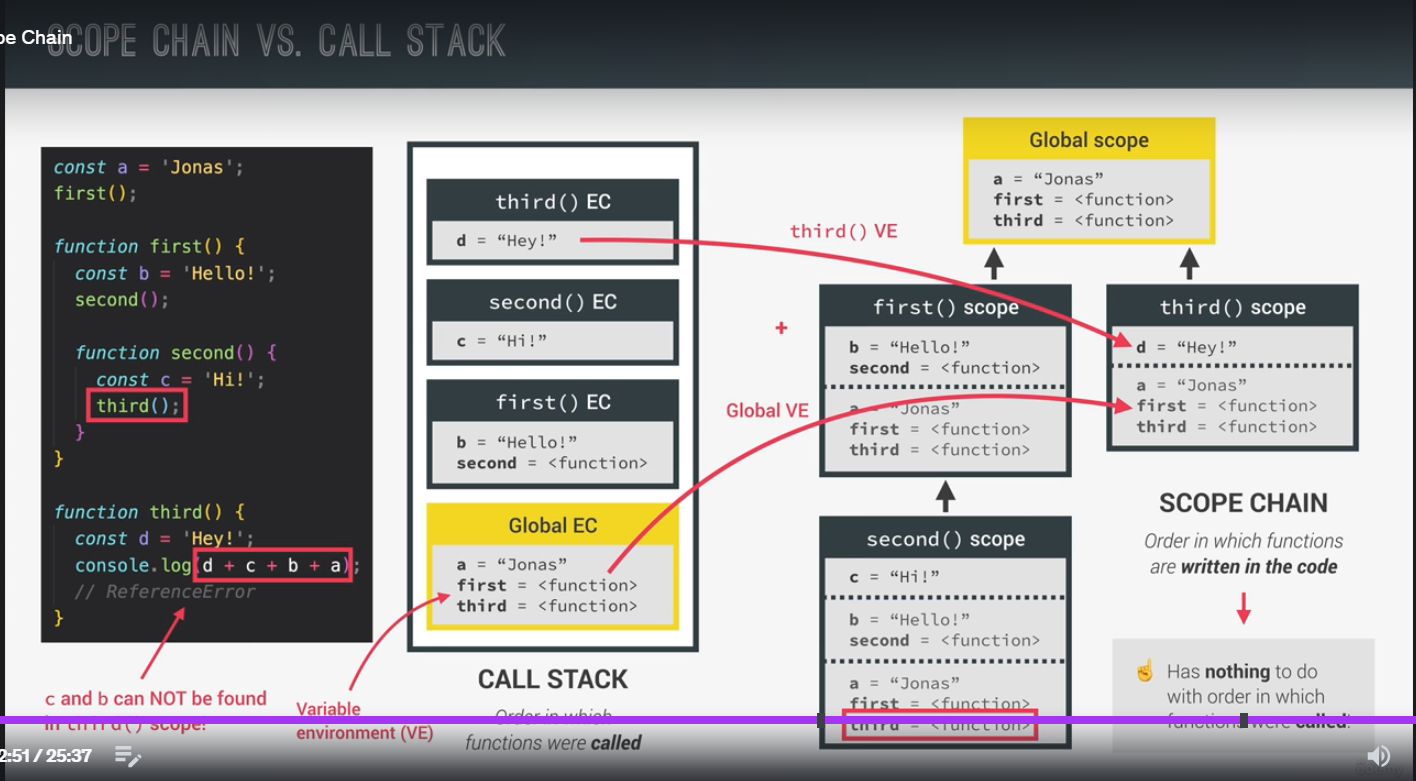 pe Chain
SCOPE CHAIN VS. CALL STACK
const a = 'Jonas';
first();
function first() {
const b = 'Hello!';
second();
function second() {
const c = 'Hi!';
third();
}
}
function third() {
const d = 'Hey!';
console.log(d + c + b + a);
// ReferenceError
}
c and b can NOT be found
in third() scope!
Variable
environment (VE)
third() EC
d = “Hey!”
second() EC
c = “Hi!”
first() EC
b = “Hello!”
second = <function>
Global EC
a = “Jonas”
first = <function>
third = <function>
CALL STACK
Order in which
functions were called
third() VE
+
Global VE
Global scope
a = “Jonas”
first = <function>
third = <function>
first() scope
b = “Hello!”
second = <function>
a = “Jonas”
first = <function>
third = <function>
second() scope
c = “Hi!”
b = “Hello!”
second = <function>
a = “Jonas”
first = <function>
third = <function>
third() scope
d = “Hey!”
a = “Jonas”
first = <function>
third = <function>
SCOPE CHAIN
Order in which functions
are written in the code
☝ Has nothing to do
with order in which
functions were called!
2:51 / 25:37